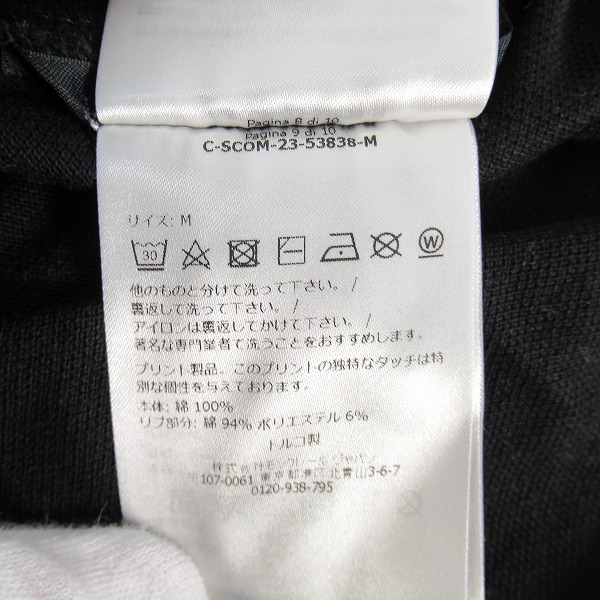 Pagina 8 di 10
Pagina 9 di 10
C-SCOM-23-53838-M
サイズ: M
30
W
他のものと分けて洗って下さい。/
裏返して洗って下さい。/
アイロンは裏返してかけて下さい。/
著名な専門業者で洗うことをおすすめします。
プリント製品。このプリントの独特なタッチは特
別な個性を与えております。
本体: 綿 100%
リブ部分: 綿 94% ポリエステル 6%
トルコ製
株式会社モンクレール ジャパン
107-0061 東京都港区北青山3-6-7
0120-938-795